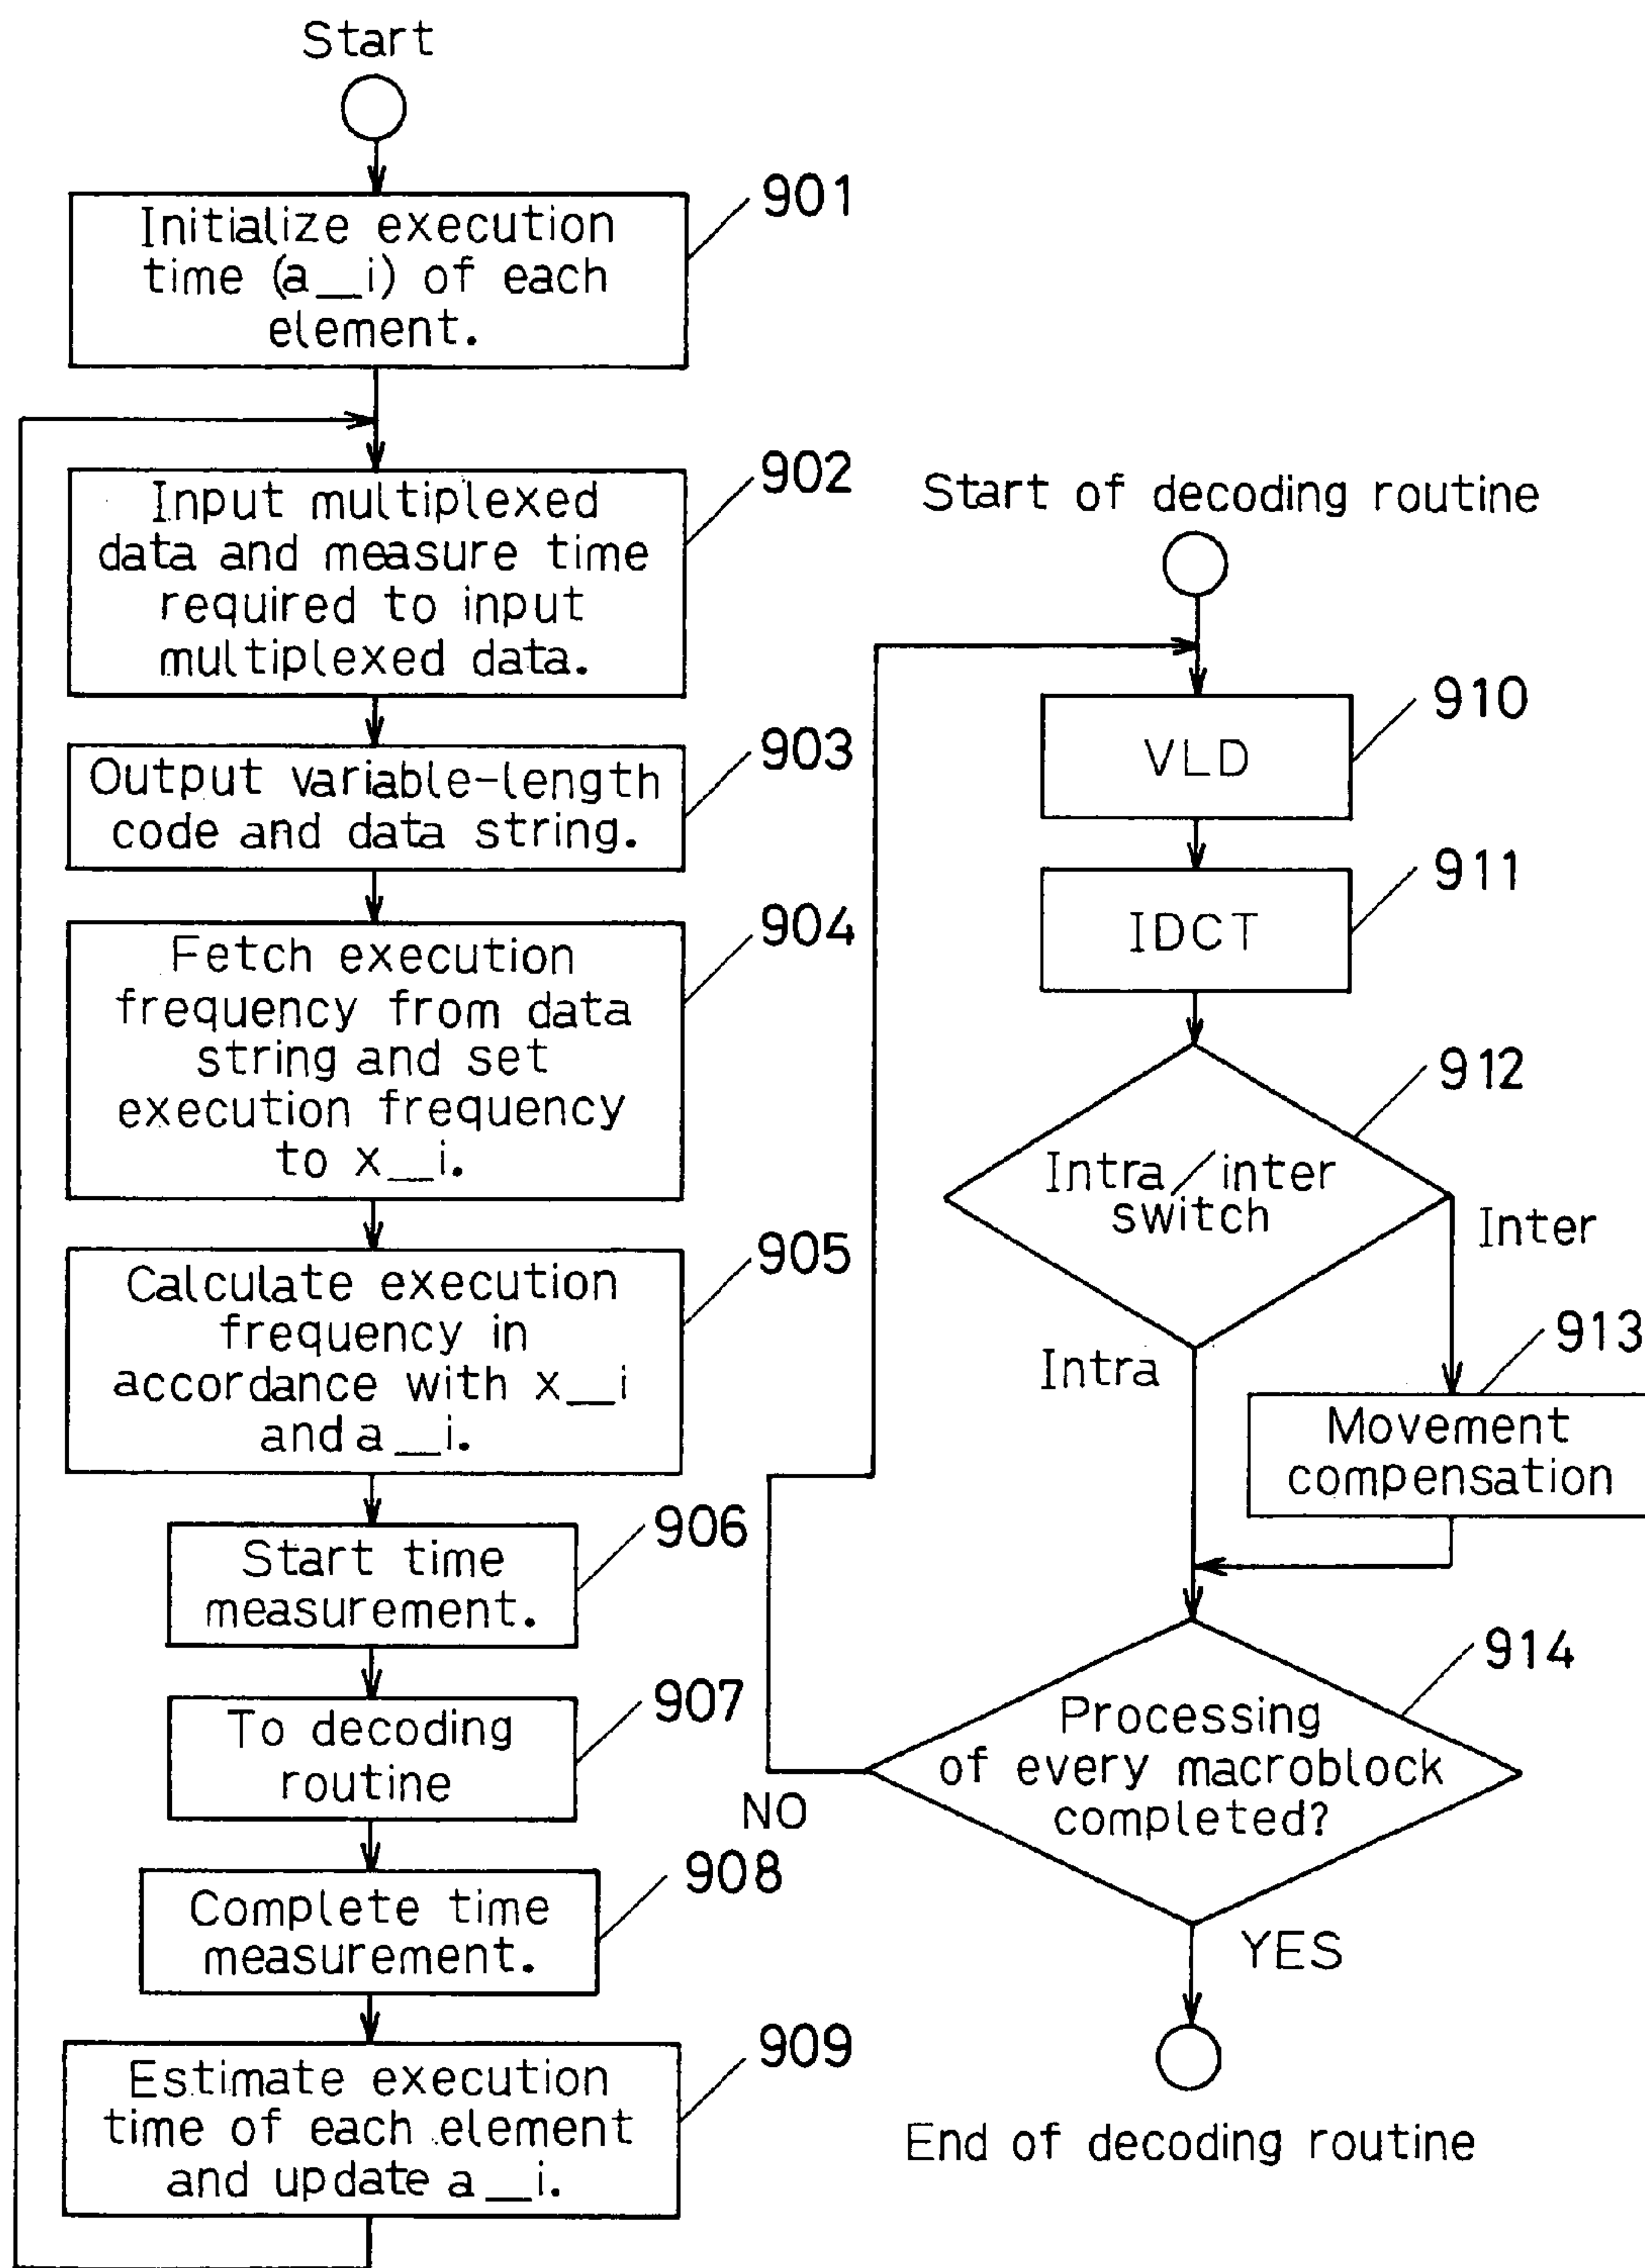 Start
901
Initialize execution
time (a__i) of each
element.
902
Input multiplexed
data and measure time
required to input
multiplexed data.
903
Output variable-length
code and data string.
904
Fetch execution
frequency from data
string and set
execution frequency
to x__i.
905
Calculate execution
frequency in
accordance with x__i
and a__i.
906
Start time
measurement.
907
To decoding
routine
908
Complete time
measurement.
909
Estimate execution
time of each element
and update a__i.
Start of decoding routine
910
VLD
911
IDCT
912
Intra/inter
switch
Inter
Intra
913
Movement
compensation
914
Processing
of every macroblock
completed?
NO
YES
End of decoding routine